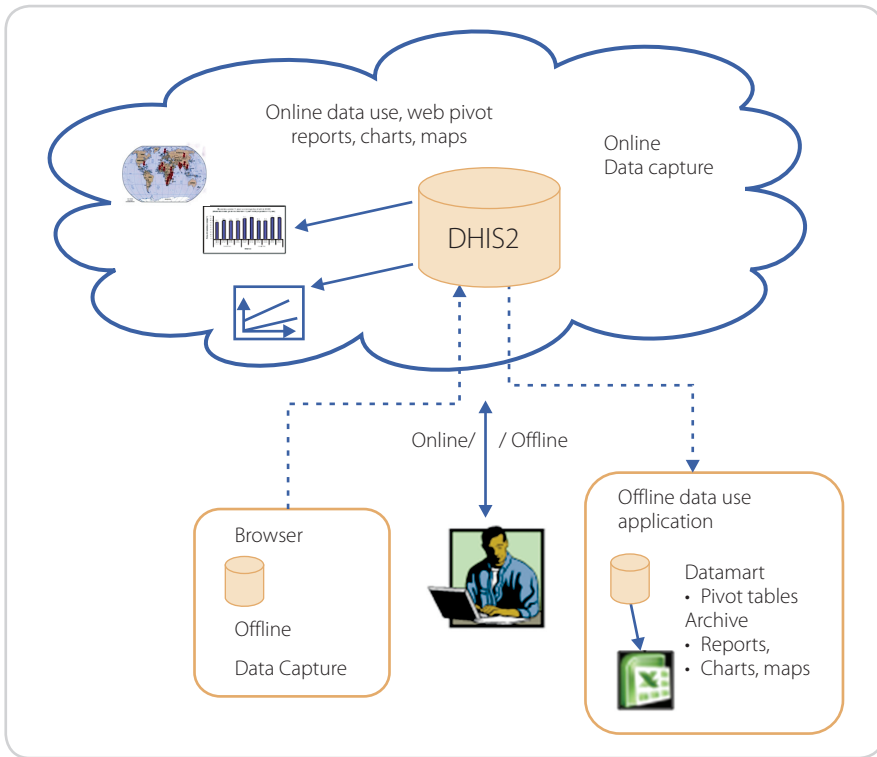 Online data use, web pivot
reports, charts, maps
Online
Data capture
DHIS2
Online/ / Offline
Browser
Offline
Data Capture
Offline data use
application
Datamart
• Pivot tables
Archive
• Reports,
• Charts, maps